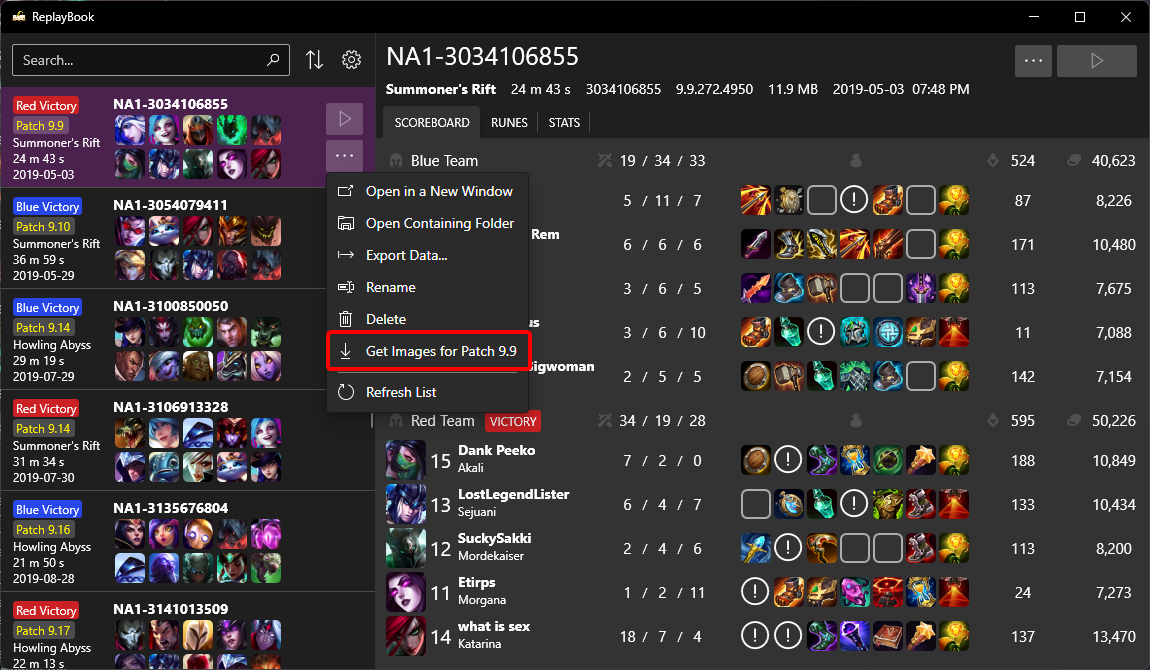 ReplayBook
Search...
Red Victory
Patch 9.9
Summoner's Rift
24 m 43 s
2019-05-03
NA1-3034106855
Blue Victory
Patch 9.10
Summoner's Rift
36 m 59 s
2019-05-29
NA1-3054079411
Blue Victory
Patch 9.14
Howling Abyss
29 m 19 s
2019-07-29
NA1-3100850050
Red Victory
Patch 9.14
Summoner's Rift
31 m 34 s
2019-07-30
NA1-3106913328
Blue Victory
Patch 9.16
Howling Abyss
21 m 50 s
2019-08-28
NA1-3135676804
Red Victory
Patch 9.17
Howling Abyss
22 m 13 s
NA1-3141013509
Open in a New Window
Open Containing Folder
Export Data...
Rename
Delete
Get Images for Patch 9.9
Refresh List
NA1-3034106855
Summoner's Rift 24 m 43 s 3034106855 9.9.272.4950 11.9 MB 2019-05-03 07:48 PM
SCOREBOARD RUNES STATS
Blue Team 19 / 34 / 33 524 40,623
5 / 11 / 7 87 8,226
Rem
6 / 6 / 6 171 10,480
3 / 6 / 5 113 7,675
us
3 / 6 / 10 11 7,088
Bigwoman
2 / 5 / 5 142 7,154
Red Team VICTORY 34 / 19 / 28 595 50,226
15 Dank Peeko
Akali
7 / 2 / 0 188 10,849
13 LostLegendLister
Sejuani
6 / 4 / 7 133 9,434
12 SuckySakki
Mordekaiser
2 / 4 / 6 113 8,200
11 Etirps
Morgana
1 / 2 / 11 24 7,273
14 what is sex
Katarina
18 / 7 / 4 137 13,470